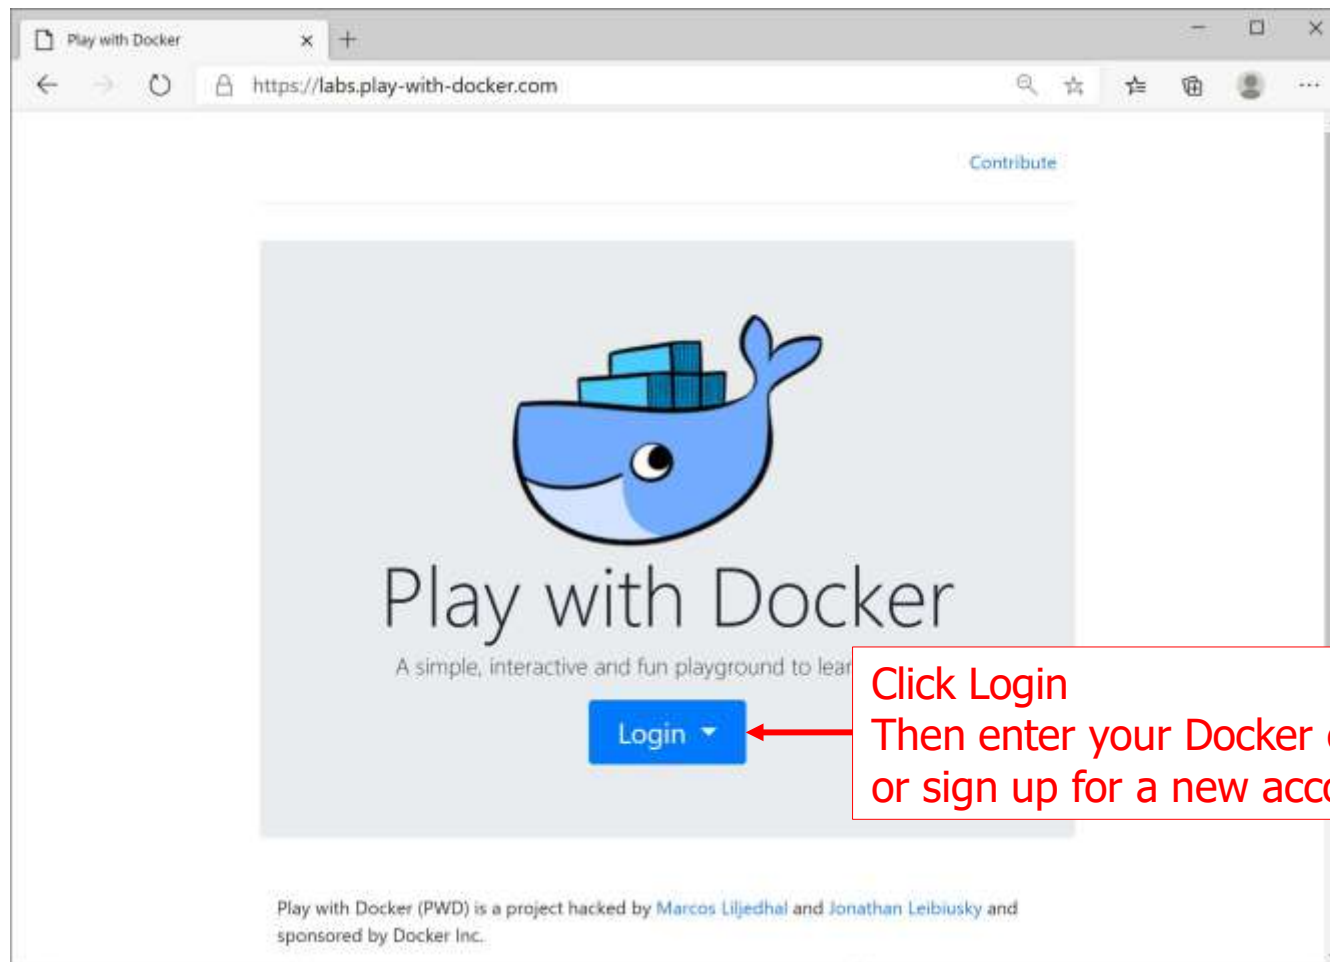 Play with Docker
https://labs.play-with-docker.com
Contribute
Play with Docker
A simple, interactive and fun playground to lear
Login
Click Login
Then enter your Docker
or sign up for a new acco
Play with Docker (PWD) is a project hacked by Marcos Liljedhal and Jonathan Leibiusky and
sponsored by Docker Inc.